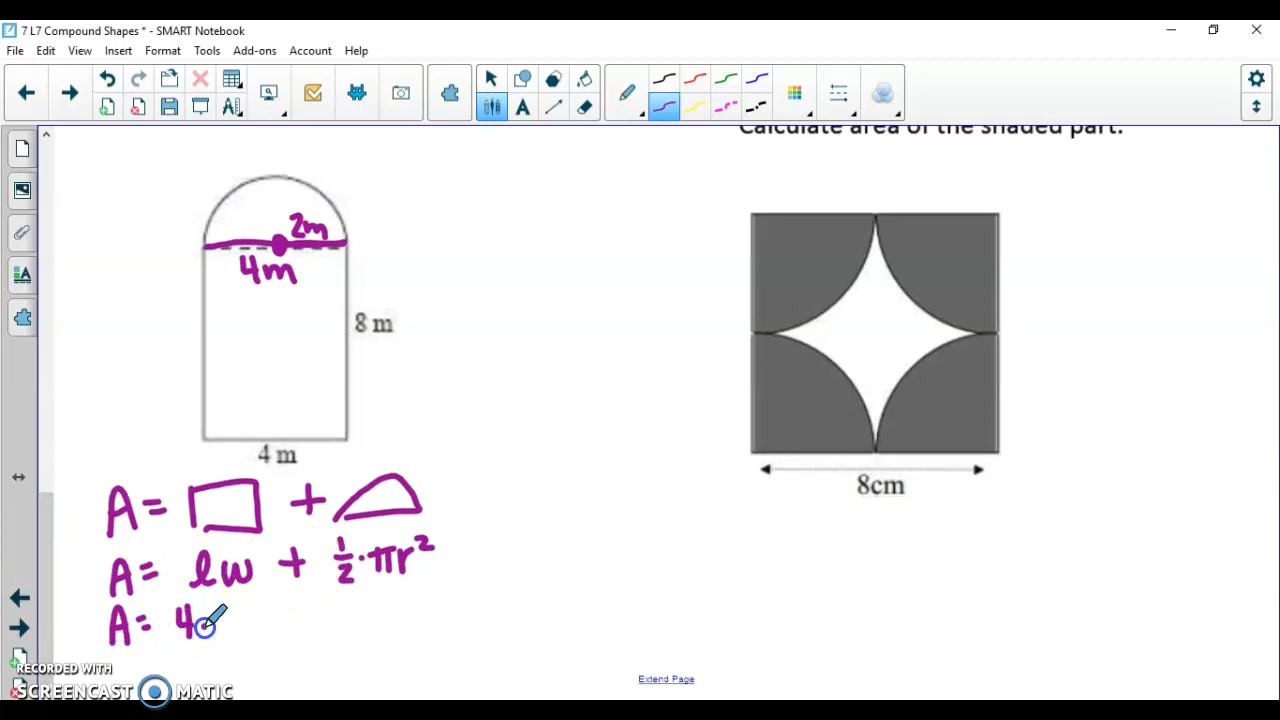 7 L7 Compound Shapes * - SMART Notebook
File Edit View Insert Format Tools Add-ons Account Help
Calculate area of the shaded part.
2m
4m
8 m
4 m
8cm
A = +
A = lw + 1/2 · πr²
A = 4
Extend Page
RECORDED WITH
SCREENCAST MATIC